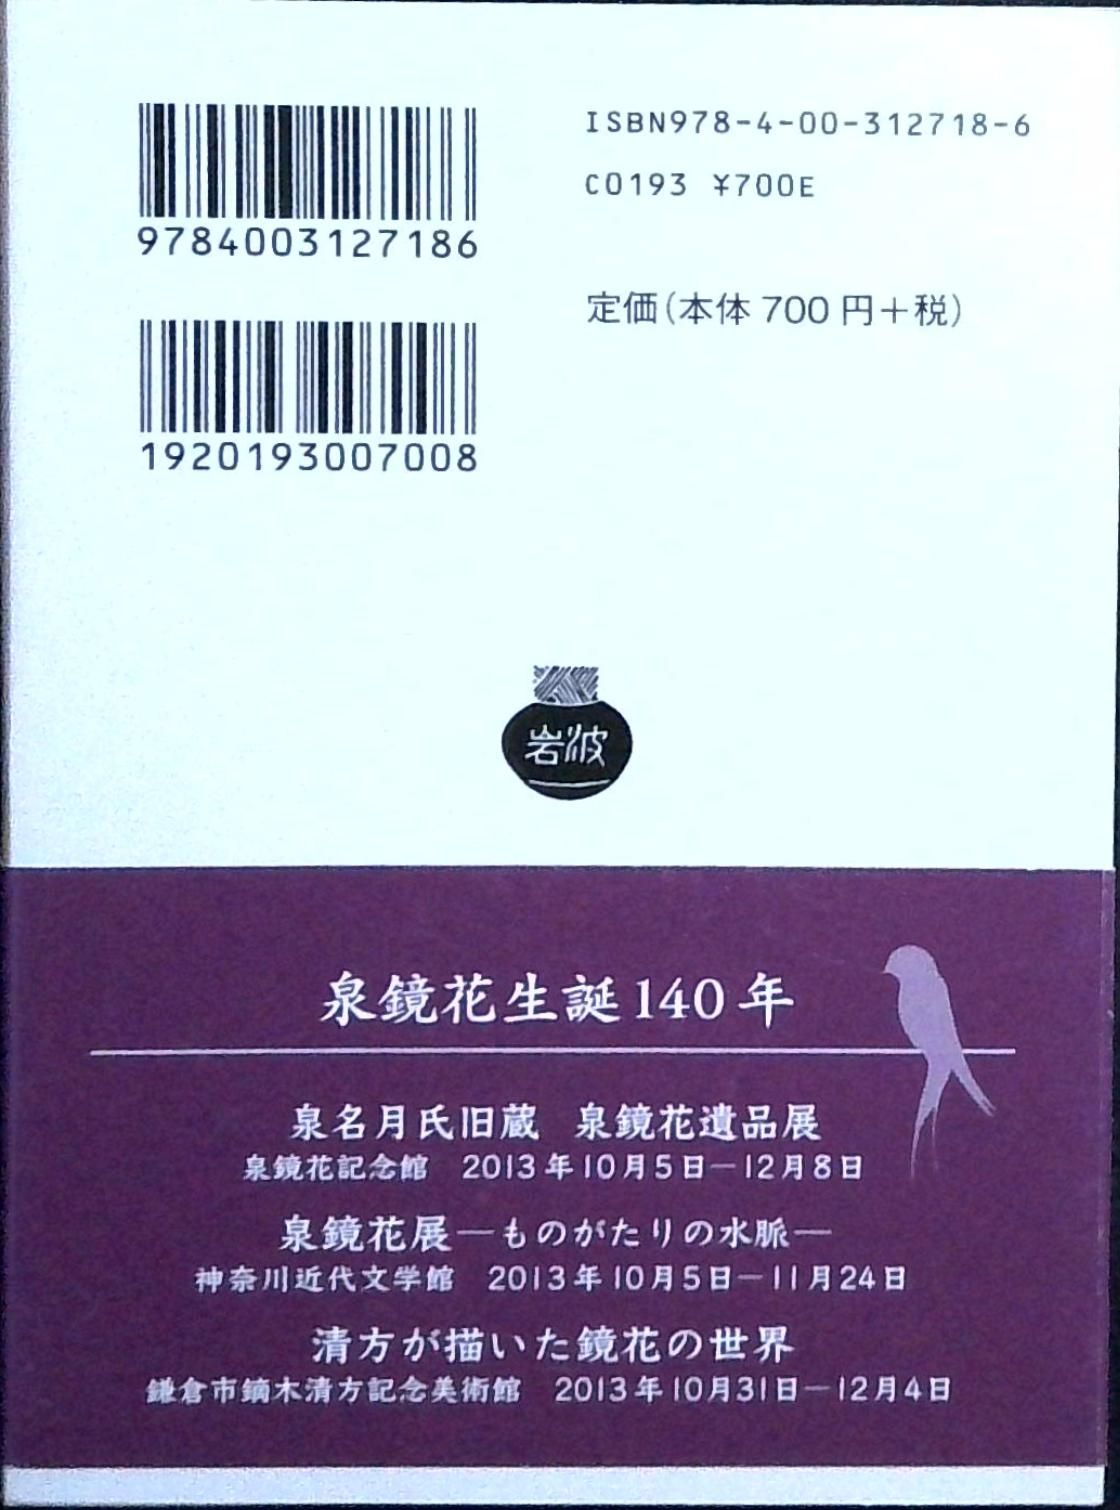 ISBN978-4-00-312718-6
C0193 ¥700E
9784003127186
定価(本体 700 円＋税)
1920193007008
岩波
泉鏡花生誕140年
泉名月氏旧蔵 泉鏡花遺品展
泉鏡花記念館 2013年10月5日―12月8日
泉鏡花展―ものがたりの水脈―
神奈川近代文学館 2013年10月5日―11月24日
清方が描いた鏡花の世界
鎌倉市鏑木清方記念美術館 2013年10月31日―12月4日